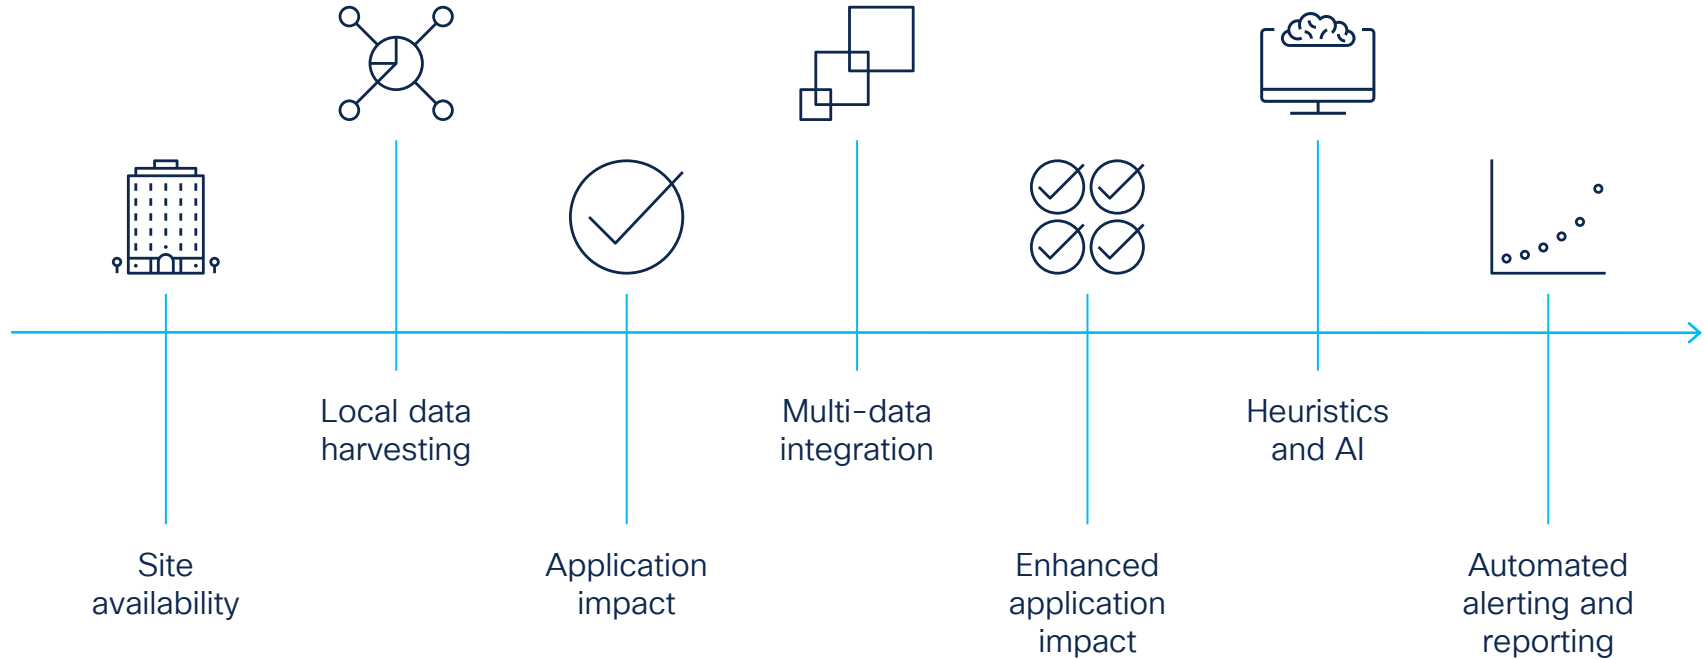 Site
availability
Local data
harvesting
Application
impact
Multi-data
integration
Enhanced
application
impact
Heuristics
and AI
Automated
alerting and
reporting